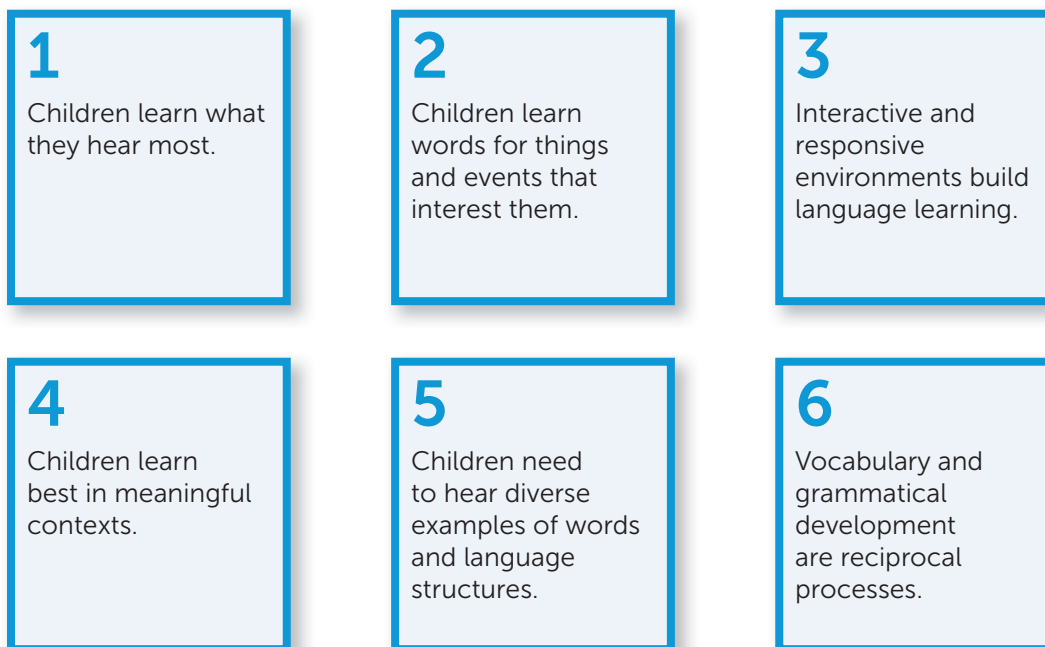 1
Children learn what
they hear most.
2
Children learn
words for things
and events that
interest them.
3
Interactive and
responsive
environments build
language learning.
4
Children learn
best in meaningful
contexts.
5
Children need
to hear diverse
examples of words
and language
structures.
6
Vocabulary and
grammatical
development
are reciprocal
processes.